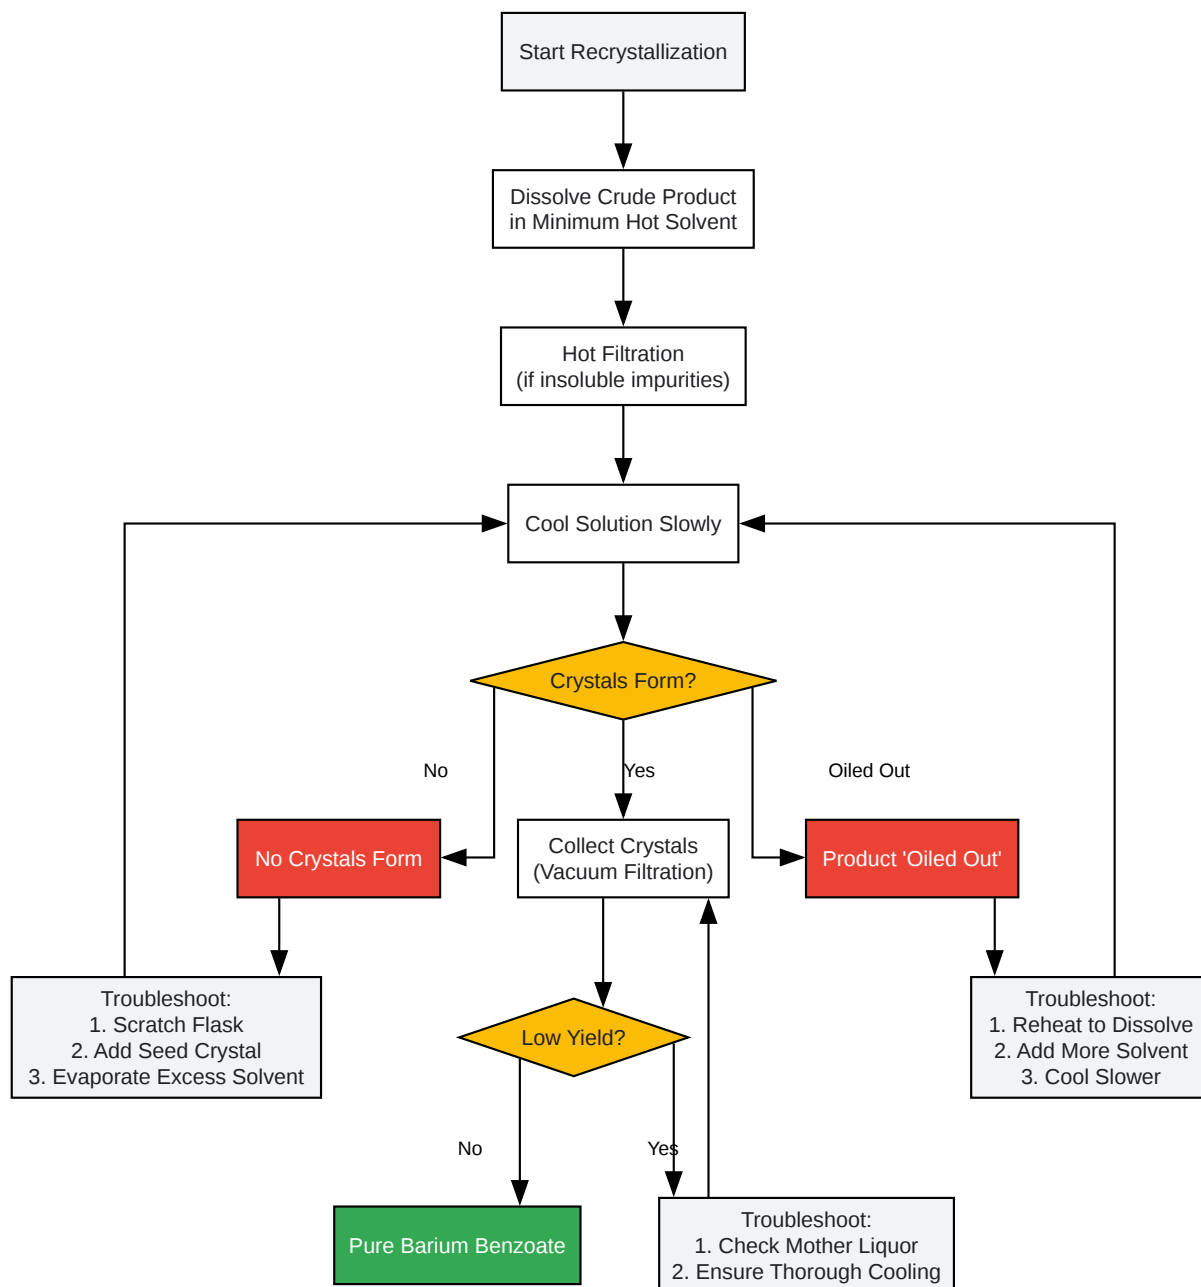 Start Recrystallization
Dissolve Crude Product
in Minimum Hot Solvent
Hot Filtration
(if insoluble impurities)
Cool Solution Slowly
Crystals Form?
No
Yes
Oiled Out
No Crystals Form
Collect Crystals
(Vacuum Filtration)
Product 'Oiled Out'
Troubleshoot:
1. Scratch Flask
2. Add Seed Crystal
3. Evaporate Excess Solvent
Low Yield?
Troubleshoot:
1. Reheat to Dissolve
2. Add More Solvent
3. Cool Slower
No
Yes
Pure Barium Benzoate
Troubleshoot:
1. Check Mother Liquor
2. Ensure Thorough Cooling